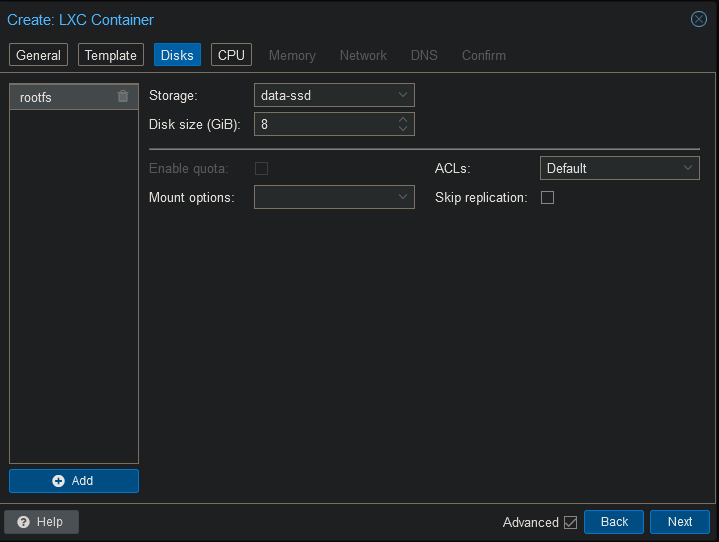 Create: LXC Container
General Template Disks CPU Memory Network DNS Confirm
rootfs
Storage: data-ssd
Disk size (GiB): 8
Enable quota: ACLs: Default
Mount options: Skip replication:
Add
Help Advanced Back Next